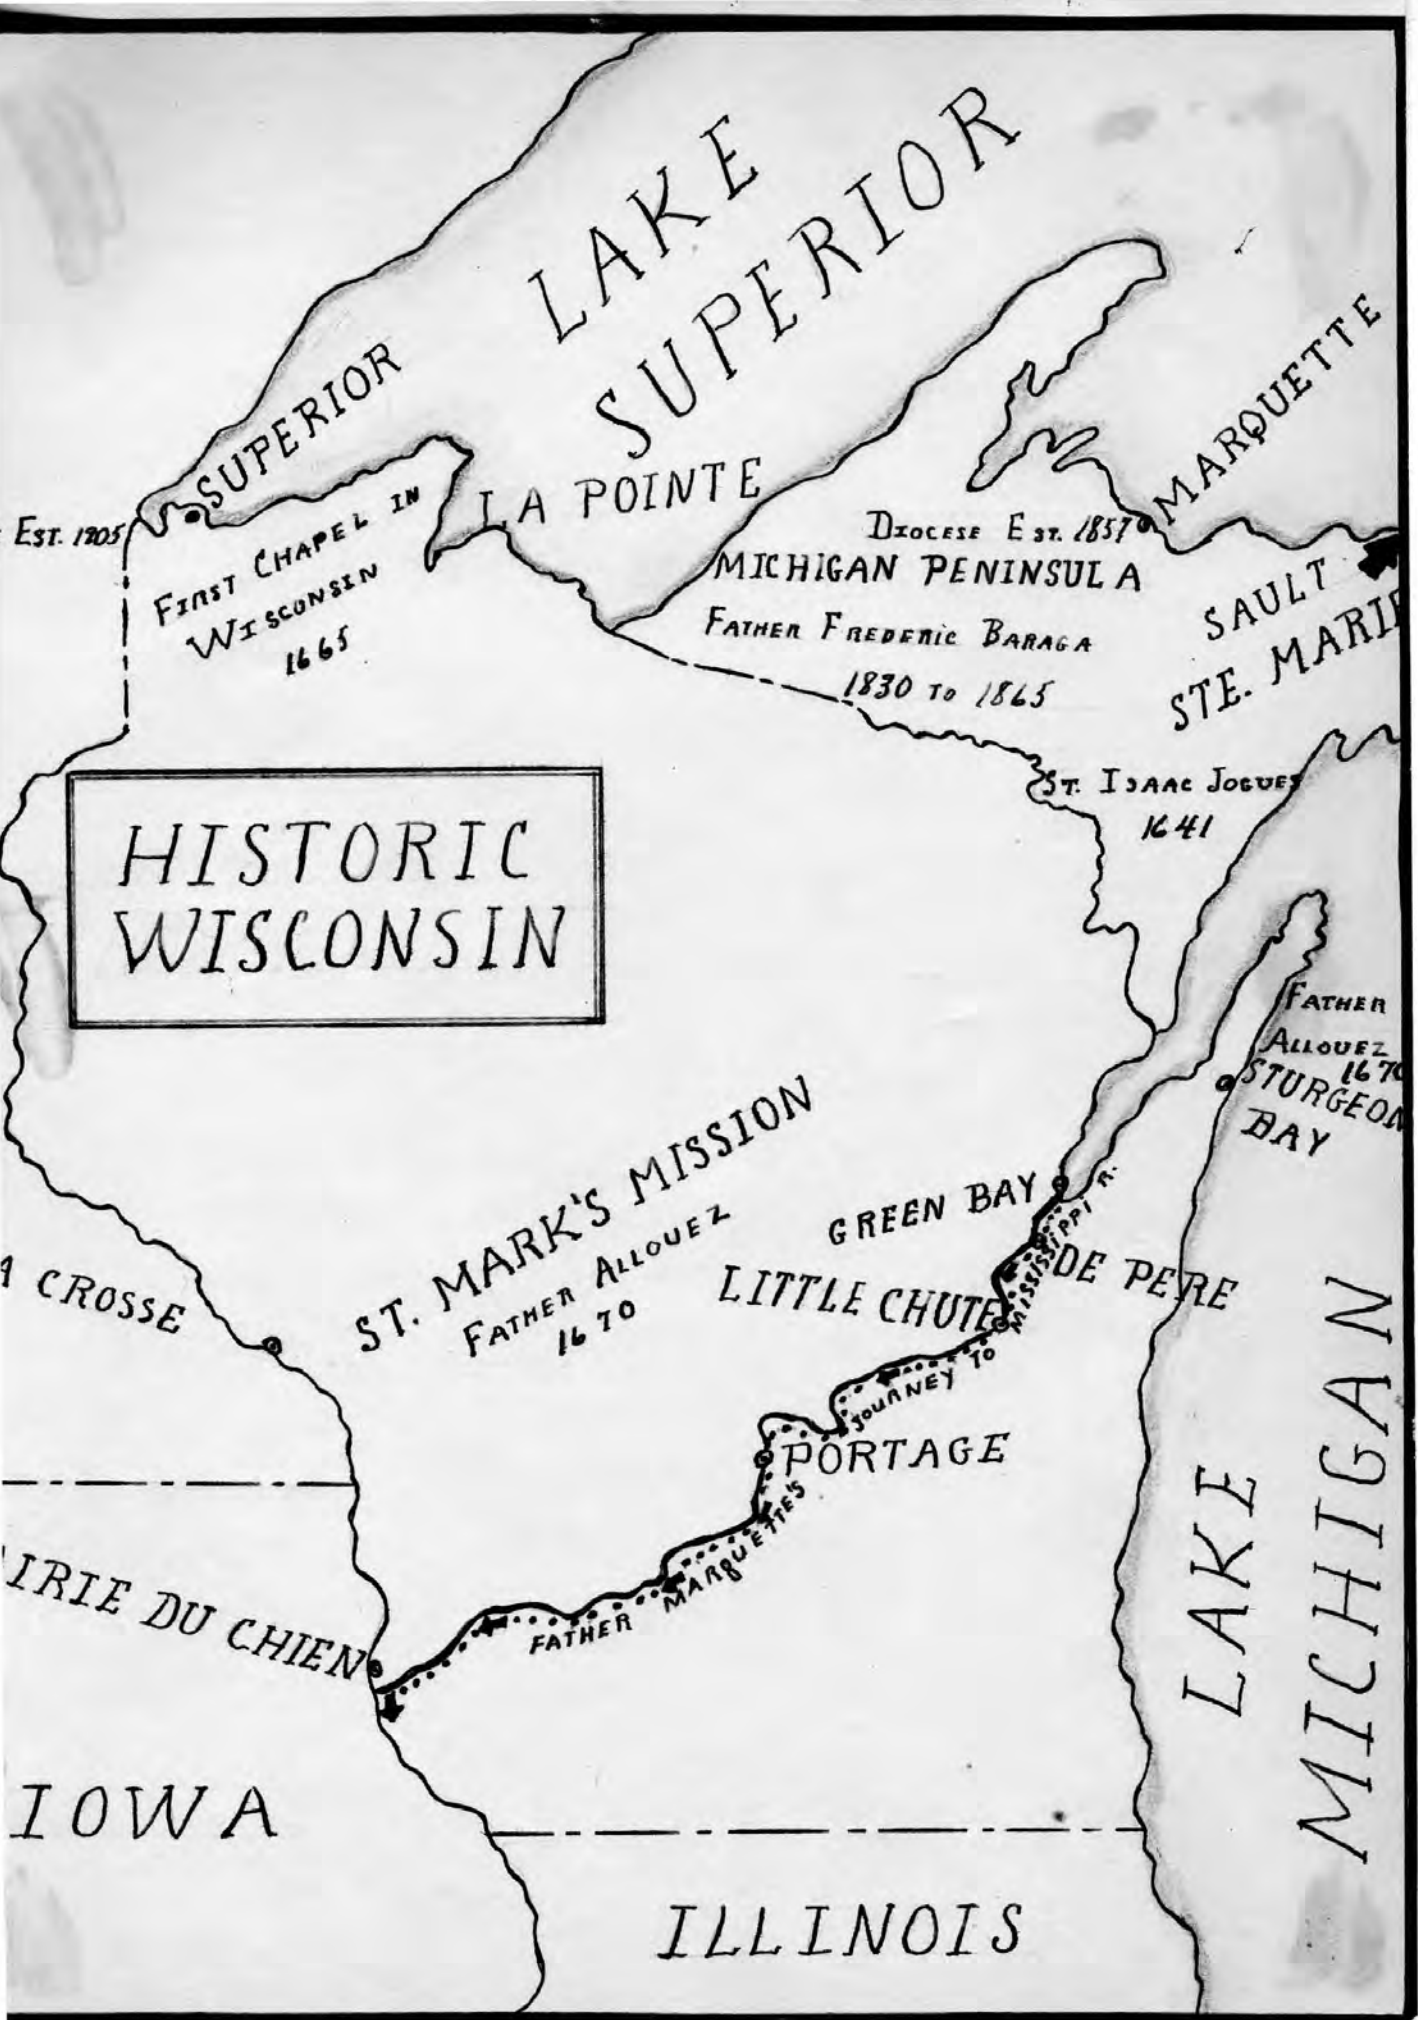 LAKE
SUPERIOR
SUPERIOR
MARQUETTE
LA POINTE
EST. 1905
FIRST CHAPEL IN
WISCONSIN
1665
DIOCESE EST. 1857
MICHIGAN PENINSULA
FATHER FREDERIC BARAGA
1830 TO 1865
SAULT
STE. MARIE
ST. ISAAC JOGUES
1641
HISTORIC
WISCONSIN
FATHER
ALLOUEZ
1670
STURGEON
BAY
ST. MARK'S MISSION
FATHER ALLOUEZ
1670
GREEN BAY
DE PERE
LITTLE CHUTE
A CROSSE
PORTAGE
FATHER MARQUETTE'S JOURNEY TO MISSISSIPPI R.
IRIE DU CHIEN
LAKE
MICHIGAN
IOWA
ILLINOIS